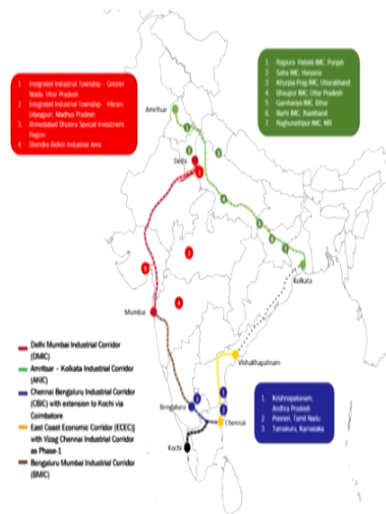 1. Integrated Industrial Township - Greater
Noida, Uttar Pradesh
2. Integrated Industrial Township - Vikram
Udyogpuri, Madhya Pradesh
3. Ahmedabad Dholera Special Investment
Region
4. Shendra Bidkin Industrial Area
1. Rajpura Patiala IMC, Punjab
2. Saha IMC, Haryana
3. Khurpia Prag IMC, Uttarakhand
4. Bhaupur IMC, Uttar Pradesh
5. Gamhariya IMC, Bihar
6. Barhi IMC, Jharkhand
7. Raghunathpur IMC, WB
Amritsar
Delhi
Kolkata
Mumbai
Vishakhapatnam
Bengaluru
Chennai
Kochi
Delhi Mumbai Industrial Corridor
(DMIC)
Amritsar - Kolkata Industrial Corridor
(AKIC)
Chennai Bengaluru Industrial Corridor
(CBIC) with extension to Kochi via
Coimbatore
East Coast Economic Corridor (ECEC)]
with Vizag Chennai Industrial Corridor
as Phase-1
Bengaluru Mumbai Industrial Corridor
(BMIC)
1. Krishnapatanam,
Andhra Pradesh
2. Ponneri, Tamil Nadu
3. Tumakuru, Karnataka